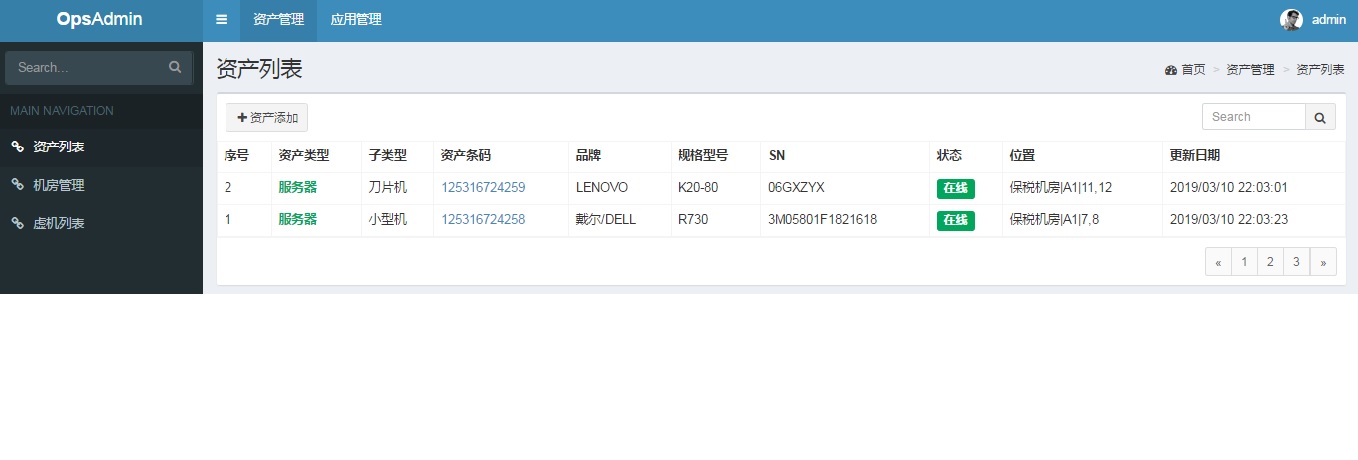 OpsAdmin 资产管理 应用管理 admin
Search...
MAIN NAVIGATION
资产列表
机房管理
虚机列表
资产列表 首页 > 资产管理 > 资产列表
资产添加 Search
序号 资产类型 子类型 资产条码 品牌 规格型号 SN 状态 位置 更新日期
2 服务器 刀片机 125316724259 LENOVO K20-80 06GXZYX 在线 保税机房|A1|11,12 2019/03/10 22:03:01
1 服务器 小型机 125316724258 戴尔/DELL R730 3M05801F1821618 在线 保税机房|A1|7,8 2019/03/10 22:03:23
« 1 2 3 »